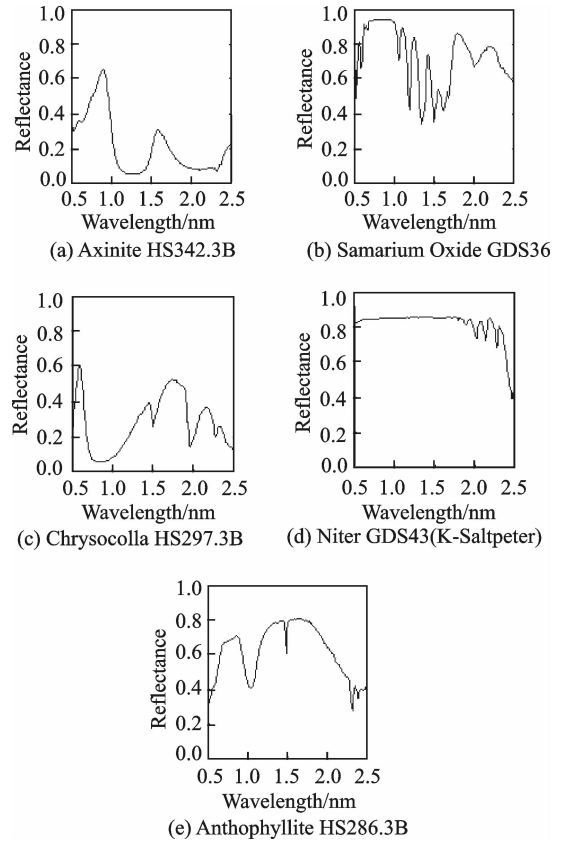 1.0
0.8
0.6
0.4
0.2
0.0
Reflectance
0.5 1.0 1.5 2.0 2.5
Wavelength/nm
(a) Axinite HS342.3B
1.0
0.8
0.6
0.4
0.2
0.0
Reflectance
0.5 1.0 1.5 2.0 2.5
Wavelength/nm
(b) Samarium Oxide GDS36
1.0
0.8
0.6
0.4
0.2
0.0
Reflectance
0.5 1.0 1.5 2.0 2.5
Wavelength/nm
(c) Chrysocolla HS297.3B
1.0
0.8
0.6
0.4
0.2
0.0
Reflectance
0.5 1.0 1.5 2.0 2.5
Wavelength/nm
(d) Niter GDS43(K-Saltpeter)
1.0
0.8
0.6
0.4
0.2
0.0
Reflectance
0.5 1.0 1.5 2.0 2.5
Wavelength/nm
(e) Anthophyllite HS286.3B